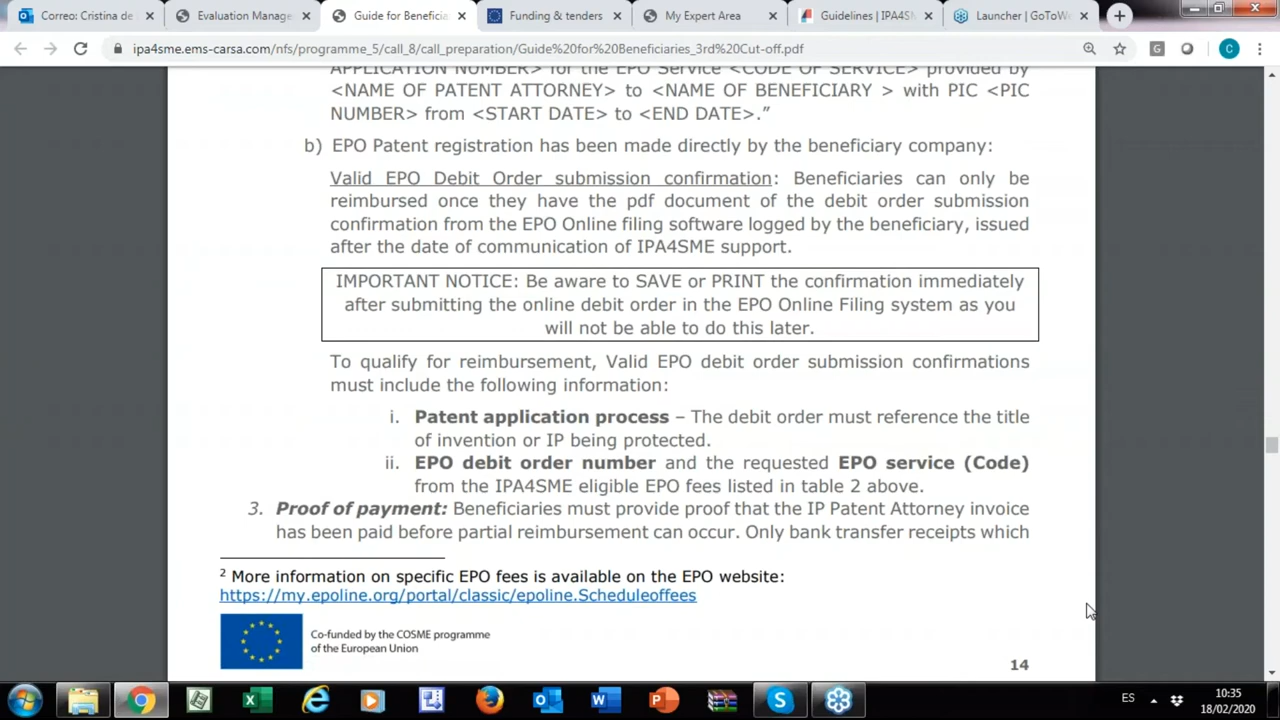 Correo: Cristina de
Evaluation Manage
Guide for Beneficia
Funding & tenders
My Expert Area
Guidelines | IPA4SM
Launcher | GoToWe
ipa4sme.ems-carsa.com/nfs/programme_5/call_8/call_preparation/Guide%20for%20Beneficiaries_3rd%20Cut-off.pdf
G
C
APPLICATION NUMBER> for the EPO Service <CODE OF SERVICE> provided by
<NAME OF PATENT ATTORNEY> to <NAME OF BENEFICIARY > with PIC <PIC
NUMBER> from <START DATE> to <END DATE>.”
b) EPO Patent registration has been made directly by the beneficiary company:
Valid EPO Debit Order submission confirmation: Beneficiaries can only be
reimbursed once they have the pdf document of the debit order submission
confirmation from the EPO Online filing software logged by the beneficiary, issued
after the date of communication of IPA4SME support.
IMPORTANT NOTICE: Be aware to SAVE or PRINT the confirmation immediately
after submitting the online debit order in the EPO Online Filing system as you
will not be able to do this later.
To qualify for reimbursement, Valid EPO debit order submission confirmations
must include the following information:
i. Patent application process – The debit order must reference the title
of invention or IP being protected.
ii. EPO debit order number and the requested EPO service (Code)
from the IPA4SME eligible EPO fees listed in table 2 above.
3. Proof of payment: Beneficiaries must provide proof that the IP Patent Attorney invoice
has been paid before partial reimbursement can occur. Only bank transfer receipts which
2 More information on specific EPO fees is available on the EPO website:
https://my.epoline.org/portal/classic/epoline.Scheduleoffees
Co-funded by the COSME programme
of the European Union
14
ES
10:35
18/02/2020